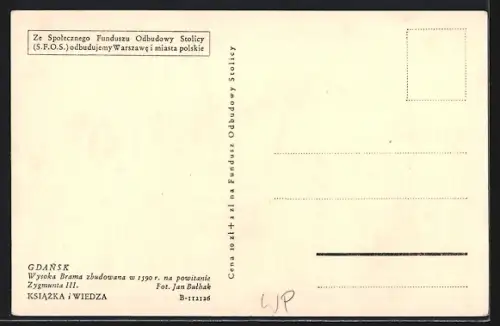 Ze Społecznego Funduszu Odbudowy Stolicy
(S.F.O.S.) odbudujemy Warszawę i miasta polskie
Cena 10 zł + 2 zł na Fundusz Odbudowy Stolicy
GDAŃSK
Wysoka Brama zbudowana w 1390 r. na powitanie
Zygmunta III. Fot. Jan Bułhak
KSIĄŻKA i WIEDZA B-112126